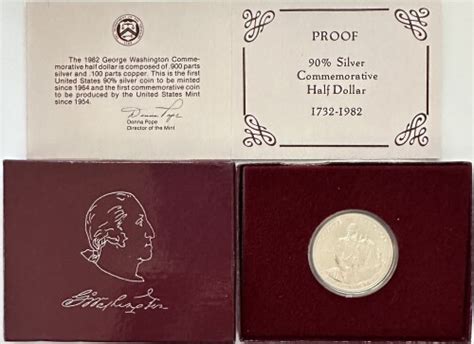 The 1982 George Washington Comme-
morative half dollar is composed of .900 parts
silver and .100 parts copper. This is the first
United States 90% silver coin to be minted
since 1964 and the first commemorative coin
to be produced by the United States Mint
since 1954.
Donna Pope
Donna Pope
Director of the Mint
PROOF
90% Silver
Commemorative
Half Dollar
1732-1982
GWashington